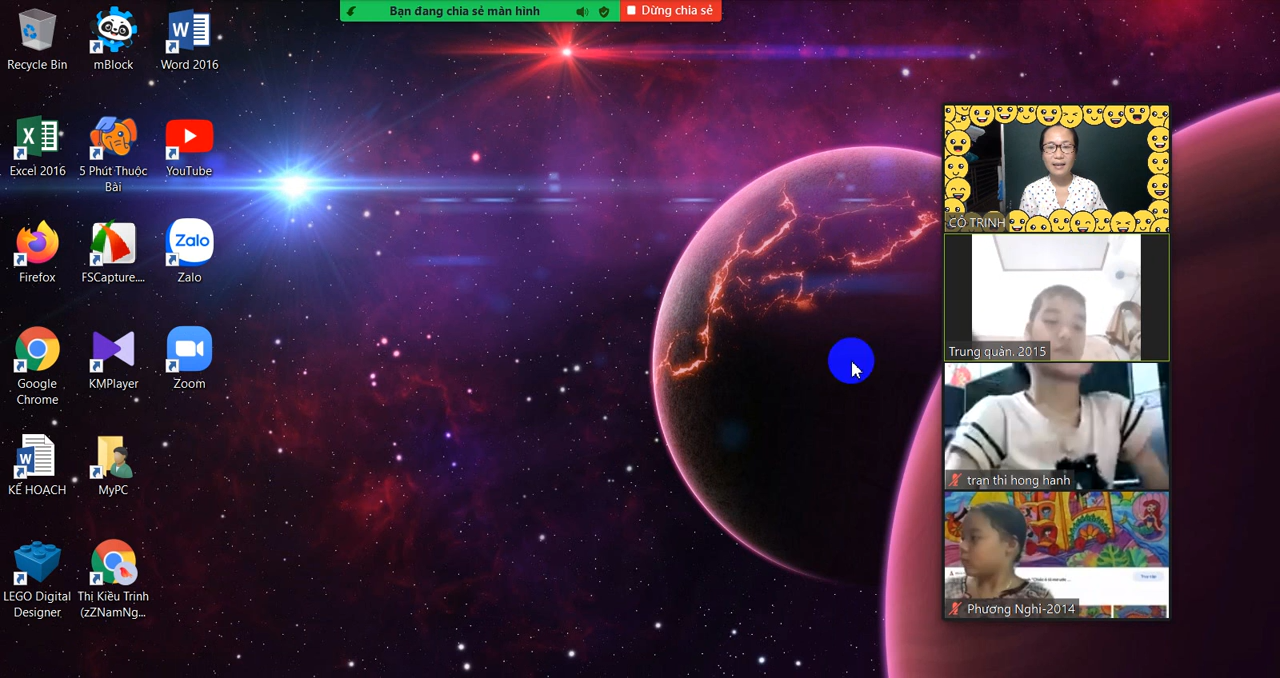 Bạn đang chia sẻ màn hình
Dừng chia sẻ
Recycle Bin
mBlock
Word 2016
Excel 2016
5 Phút Thuộc
Bài
YouTube
Firefox
FSCapture....
Zalo
Zalo
Google
Chrome
KMPlayer
Zoom
KẾ HOẠCH
MyPC
LEGO Digital
Designer
Thị Kiều Trinh
(zZNamNg...
CÔ TRINH
Trung quân. 2015
tran thi hong hanh
Phương Nghi-2014